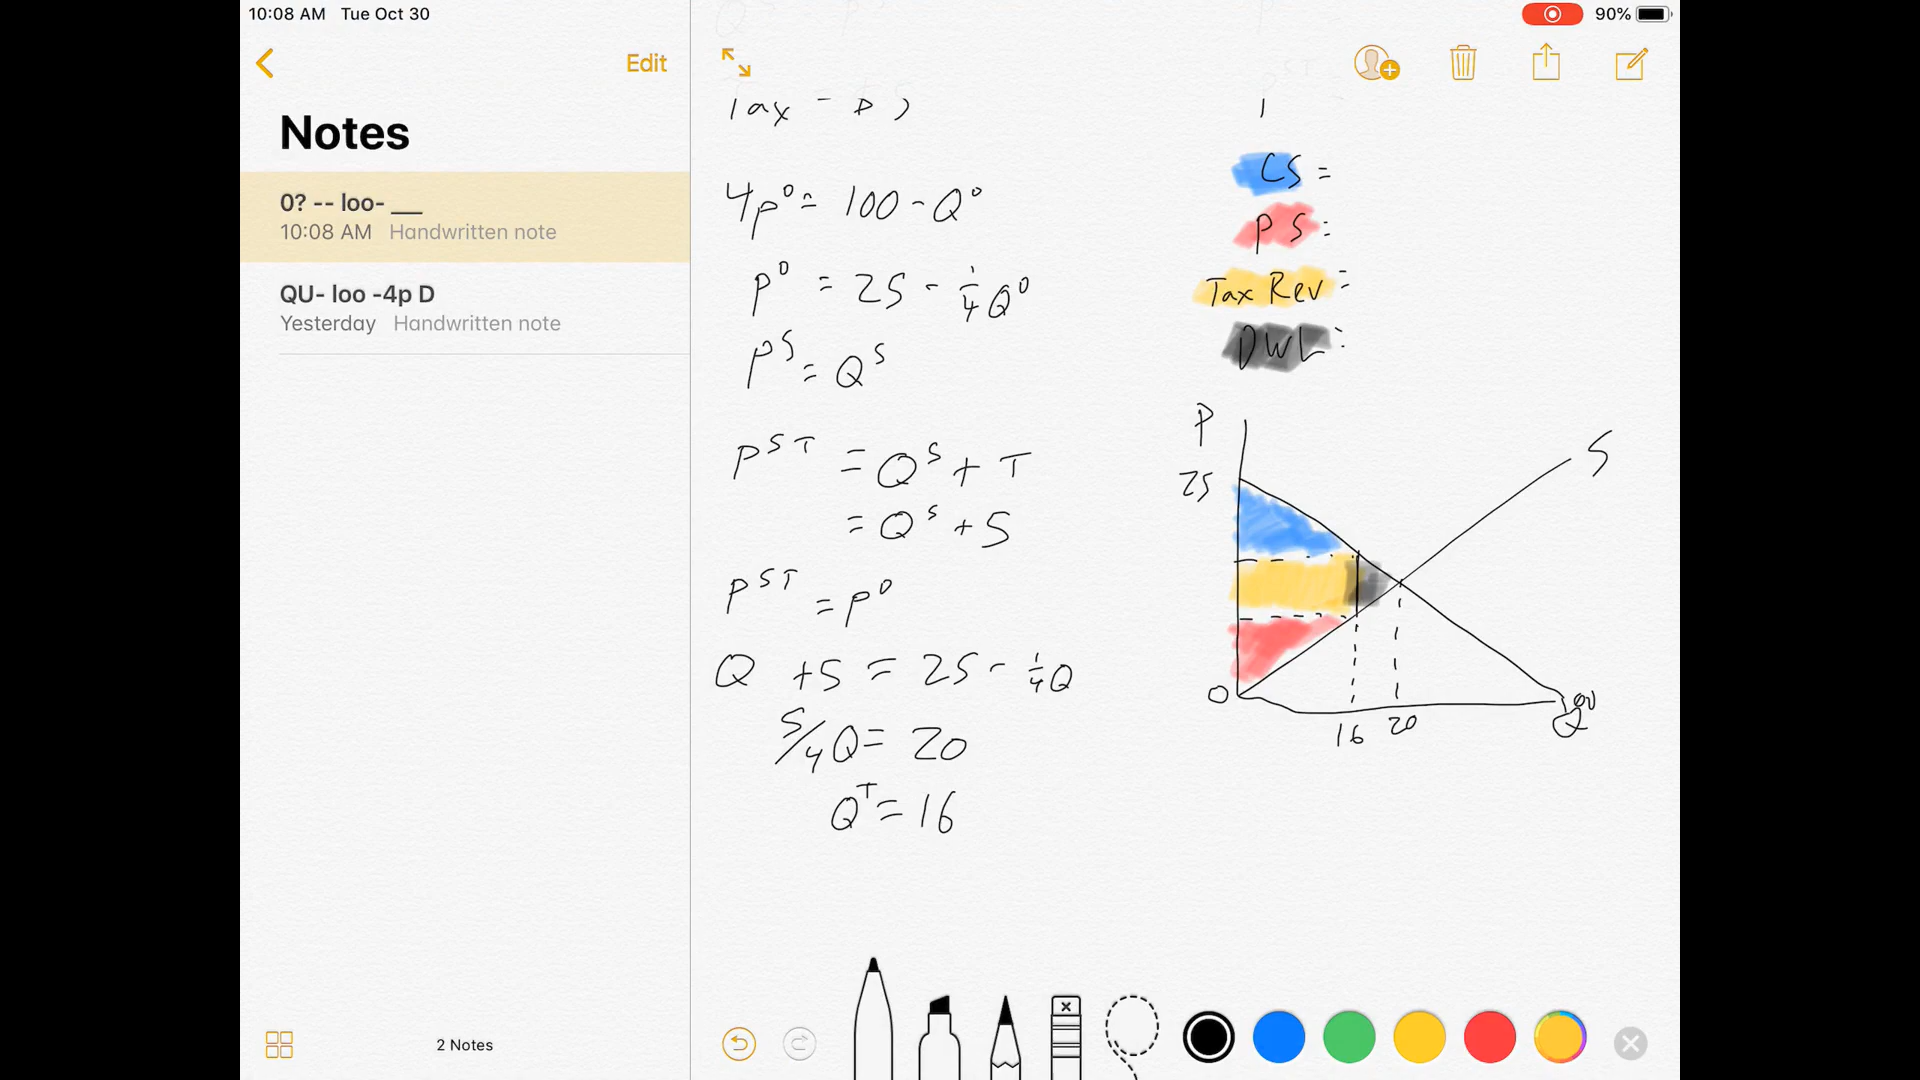 10:08 AM Tue Oct 30
90%
Edit
Notes
0? -- loo- __
10:08 AM Handwritten note
QU- loo -4p D
Yesterday Handwritten note
2 Notes
Tax - $5
4P^D = 100 - Q^D
P^D = 25 - 1/4 Q^D
P^S = Q^S
P^ST = Q^S + T
= Q^S + 5
P^ST = P^D
Q + 5 = 25 - 1/4 Q
5/4 Q = 20
Q^T = 16
CS =
PS =
Tax Rev =
DWL =
P
25
S
0
16 20
Q